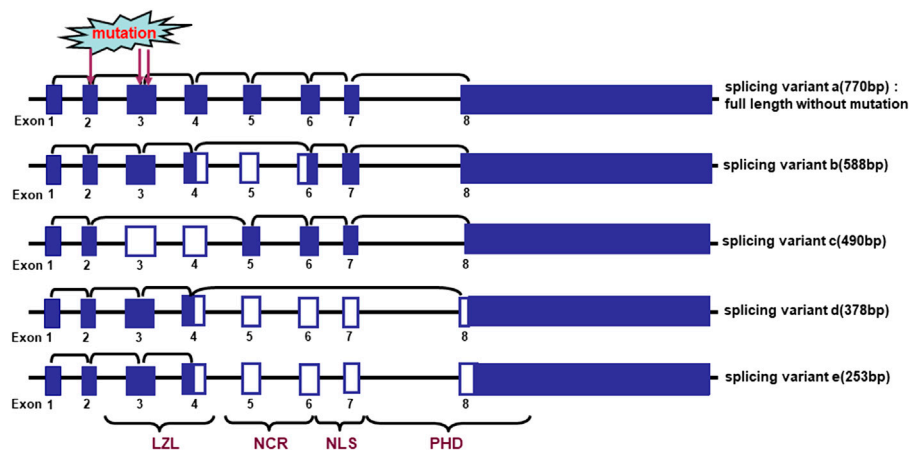 mutation
splicing variant a(770bp) :
full length without mutation
Exon 1 2 3 4 5 6 7 8
splicing variant b(588bp)
Exon 1 2 3 4 5 6 7 8
splicing variant c(490bp)
Exon 1 2 3 4 5 6 7 8
splicing variant d(378bp)
Exon 1 2 3 4 5 6 7 8
splicing variant e(253bp)
Exon 1 2 3 4 5 6 7 8
LZL NCR NLS PHD